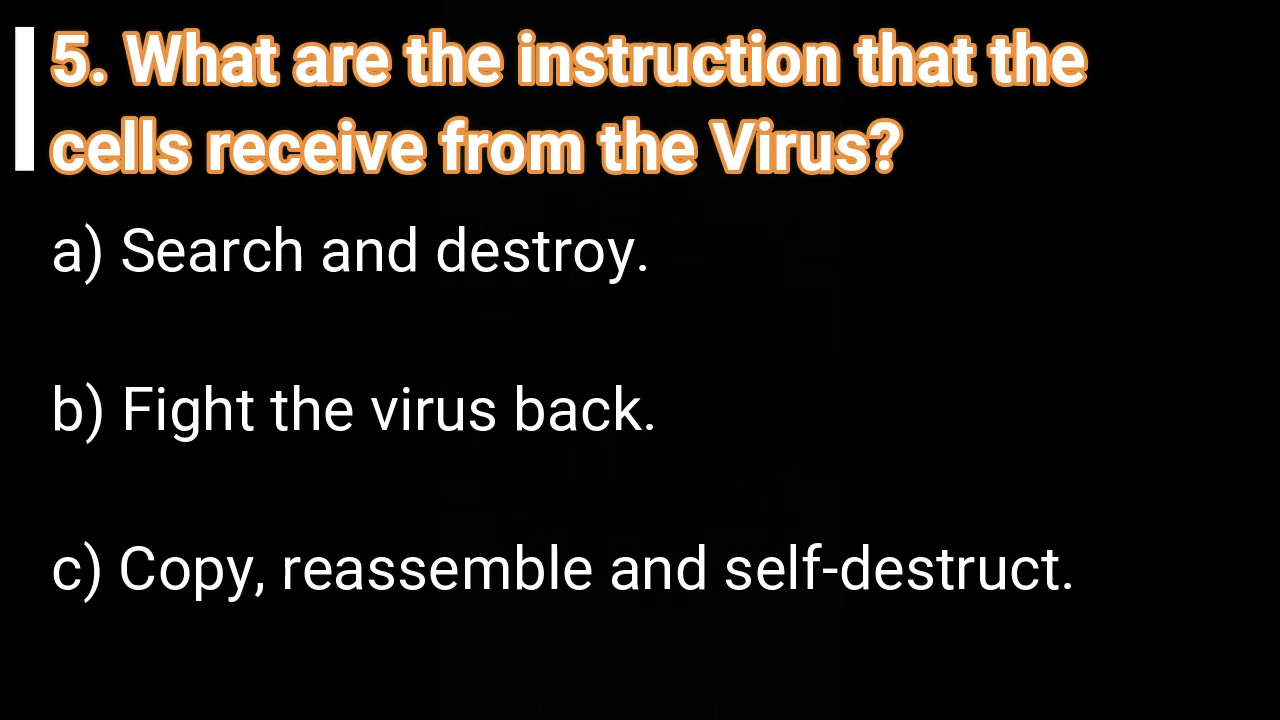 5. What are the instruction that the
cells receive from the Virus?
a) Search and destroy.
b) Fight the virus back.
c) Copy, reassemble and self-destruct.